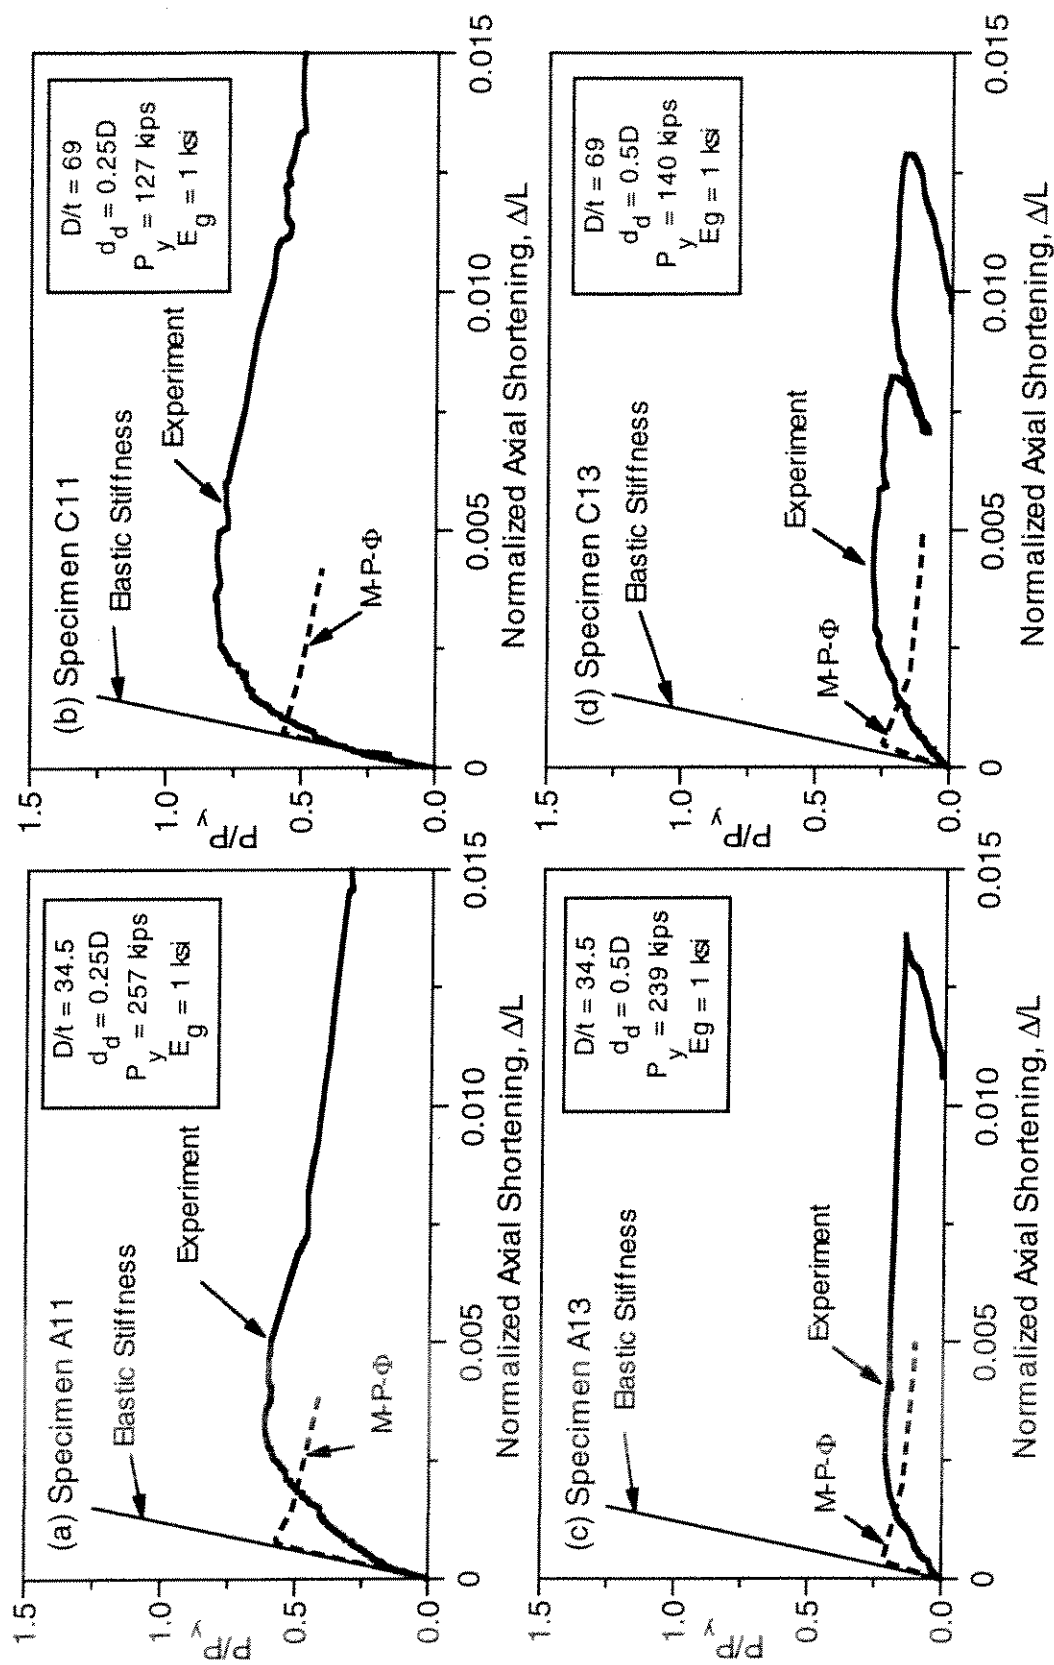 (a) Specimen A11
Elastic Stiffness
Experiment
M-P-Φ
D/t = 34.5
d_d = 0.25D
P_y = 257 kips
E_g = 1 ksi
1.5
1.0
0.5
0.0
P/P_y
0
0.005
0.010
0.015
Normalized Axial Shortening, Δ/L
(b) Specimen C11
Elastic Stiffness
Experiment
M-P-Φ
D/t = 69
d_d = 0.25D
P_y = 127 kips
E_g = 1 ksi
1.5
1.0
0.5
0.0
P/P_y
0
0.005
0.010
0.015
Normalized Axial Shortening, Δ/L
(c) Specimen A13
Elastic Stiffness
M-P-Φ
Experiment
D/t = 34.5
d_d = 0.5D
P_y = 239 kips
Eg = 1 ksi
1.5
1.0
0.5
0.0
P/P_y
0
0.005
0.010
0.015
Normalized Axial Shortening, Δ/L
(d) Specimen C13
Elastic Stiffness
M-P-Φ
Experiment
D/t = 69
d_d = 0.5D
P_y = 140 kips
Eg = 1 ksi
1.5
1.0
0.5
0.0
P/P_y
0
0.005
0.010
0.015
Normalized Axial Shortening, Δ/L